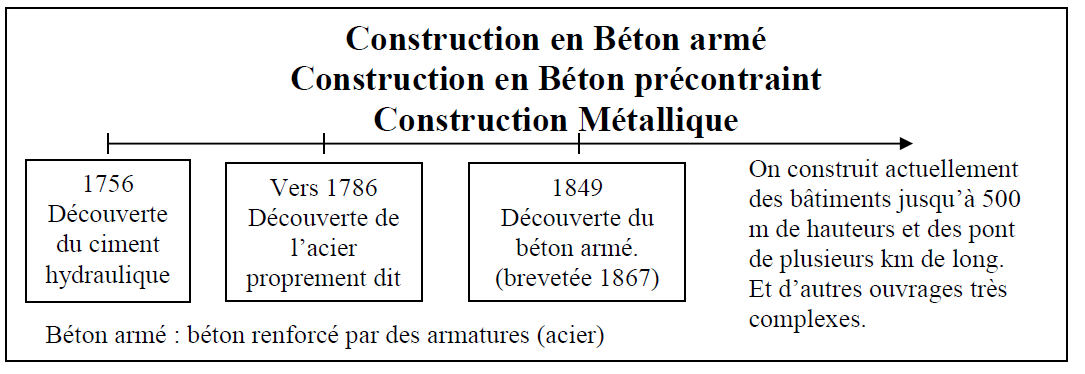 Construction en Béton armé
Construction en Béton précontraint
Construction Métallique
1756
Découverte
du ciment
hydraulique
Vers 1786
Découverte de
l’acier
proprement dit
1849
Découverte du
béton armé.
(brevetée 1867)
On construit actuellement
des bâtiments jusqu’à 500
m de hauteurs et des pont
de plusieurs km de long.
Et d’autres ouvrages très
complexes.
Béton armé : béton renforcé par des armatures (acier)